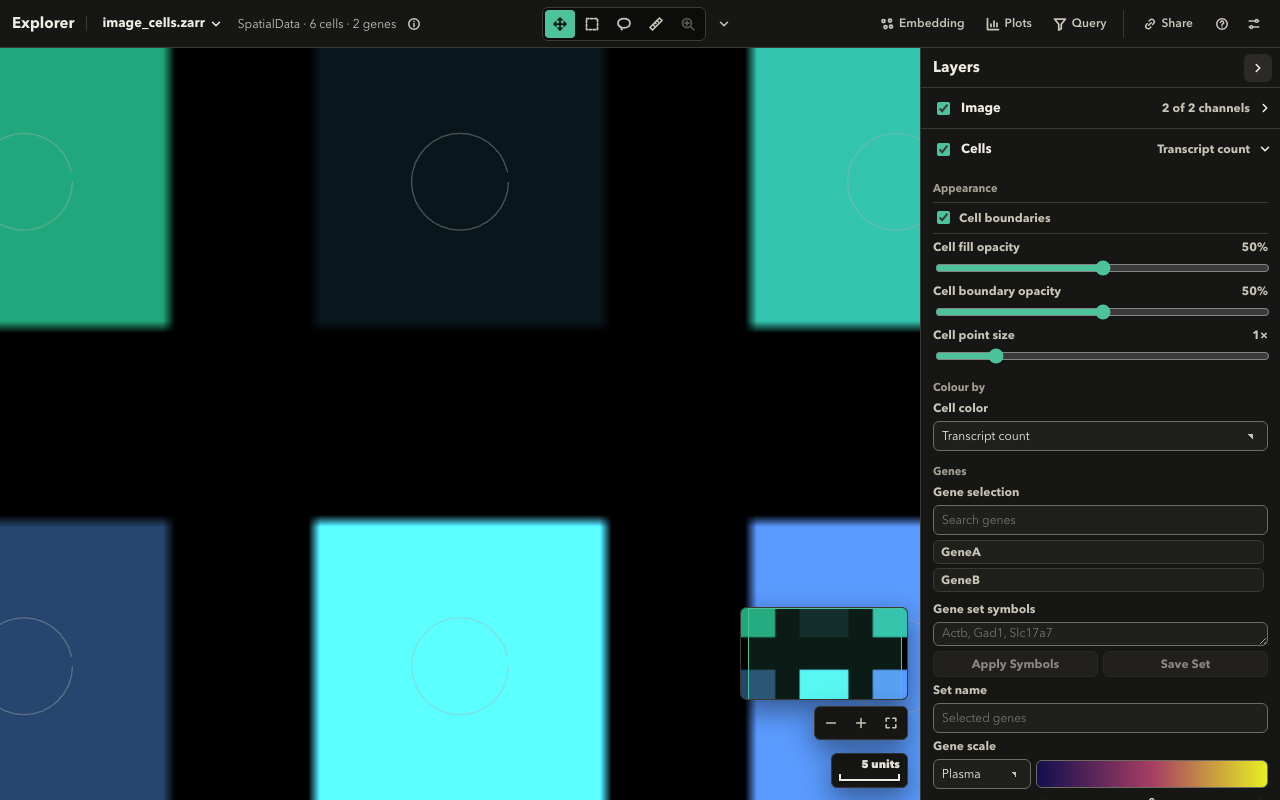 Explorer image_cells.zarr SpatialData · 6 cells · 2 genes Embedding Plots Query Share
Layers
Image 2 of 2 channels
Cells Transcript count
Appearance
Cell boundaries
Cell fill opacity 50%
Cell boundary opacity 50%
Cell point size 1×
Colour by
Cell color
Transcript count
Genes
Gene selection
Search genes
GeneA
GeneB
Gene set symbols
Actb, Gad1, Slc17a7
Apply Symbols Save Set
Set name
Selected genes
Gene scale
Plasma
5 units